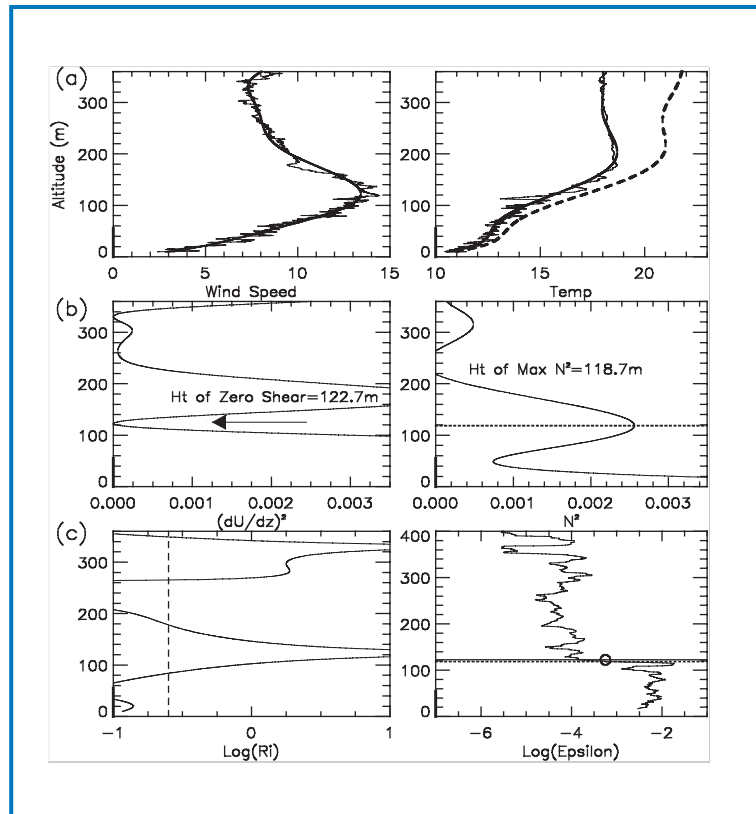 (a)
Altitude (m)
300
200
100
0
0 5 10 15
Wind Speed
300
200
100
0
10 15 20
Temp
(b)
300
200
100
0
Ht of Zero Shear=122.7m
0.000 0.001 0.002 0.003
(dU/dz)²
300
200
100
0
Ht of Max N²=118.7m
0.000 0.001 0.002 0.003
N²
(c)
300
200
100
0
-1 0 1
Log(Ri)
400
300
200
100
0
-6 -4 -2
Log(Epsilon)